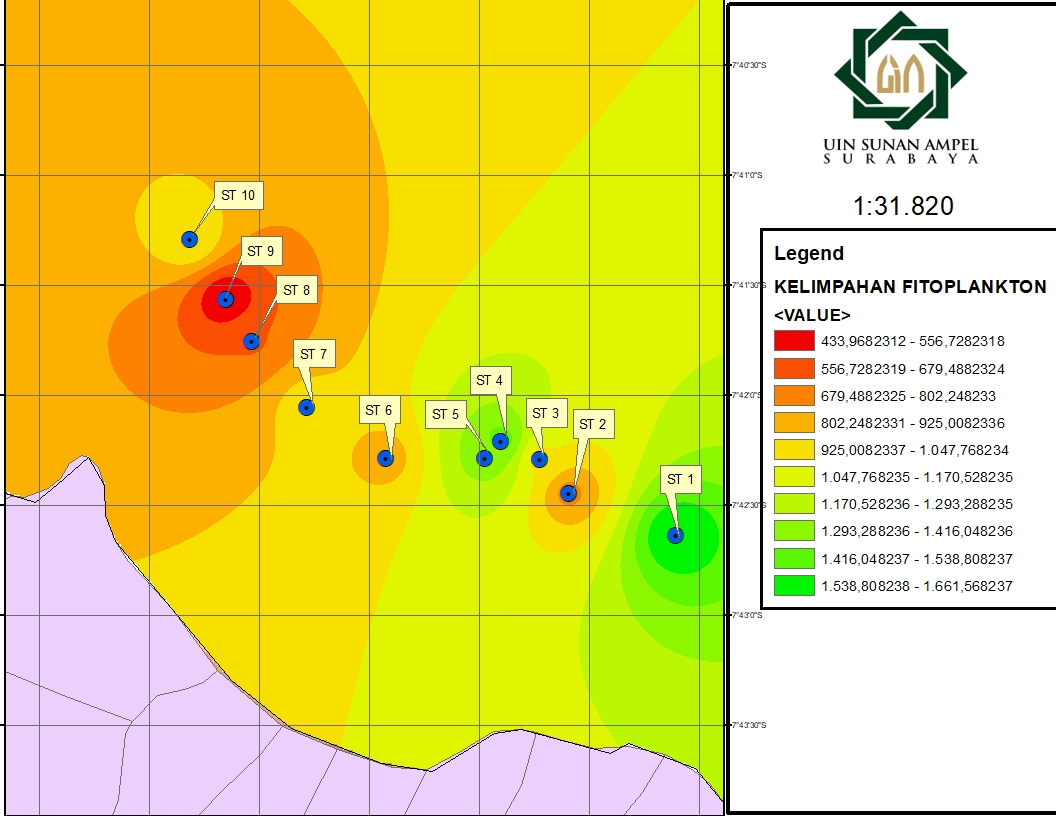 ST 10
ST 9
ST 8
ST 7
ST 6
ST 5
ST 4
ST 3
ST 2
ST 1
7°40'30"S
7°41'0"S
7°41'30"S
7°42'0"S
7°42'30"S
7°43'0"S
7°43'30"S
UIN SUNAN AMPEL
SURABAYA
1:31.820
Legend
KELIMPAHAN FITOPLANKTON
<VALUE>
433,9682312 - 556,7282318
556,7282319 - 679,4882324
679,4882325 - 802,248233
802,2482331 - 925,0082336
925,0082337 - 1.047,768234
1.047,768235 - 1.170,528235
1.170,528236 - 1.293,288235
1.293,288236 - 1.416,048236
1.416,048237 - 1.538,808237
1.538,808238 - 1.661,568237